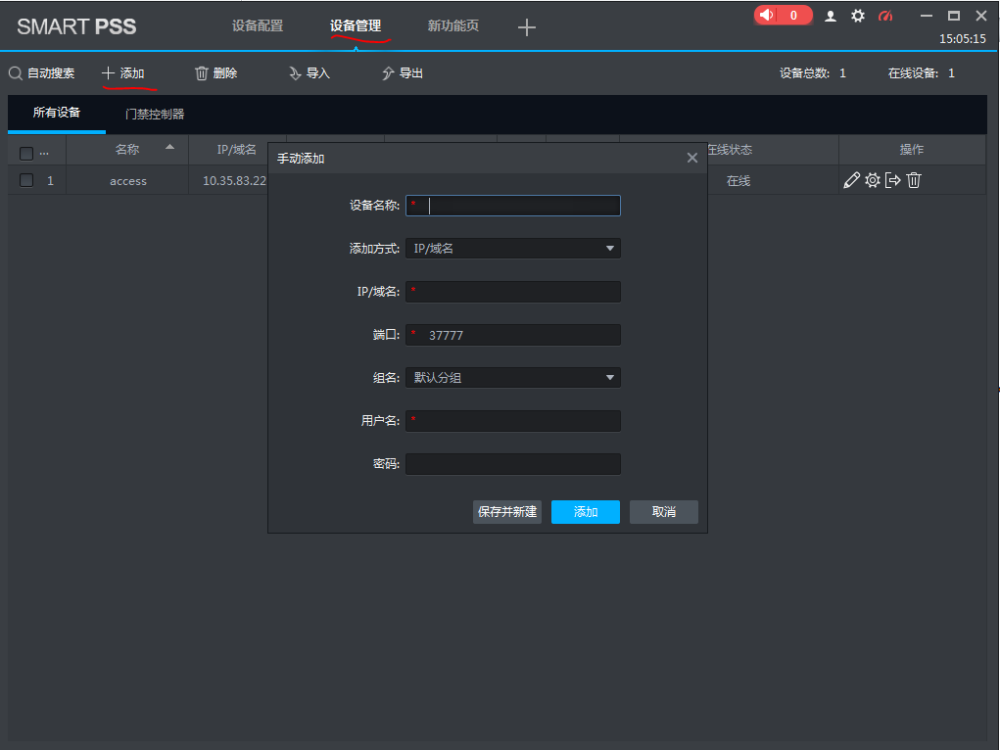 SMART PSS
设备配置
设备管理
新功能页
0
15:05:15
自动搜索
添加
删除
导入
导出
设备总数: 1
在线设备: 1
所有设备
门禁控制器
...
名称
IP/域名
在线状态
操作
1
access
10.35.83.22
在线
手动添加
设备名称: *
添加方式: IP/域名
IP/域名: *
端口: * 37777
组名: 默认分组
用户名: *
密码:
保存并新建
添加
取消